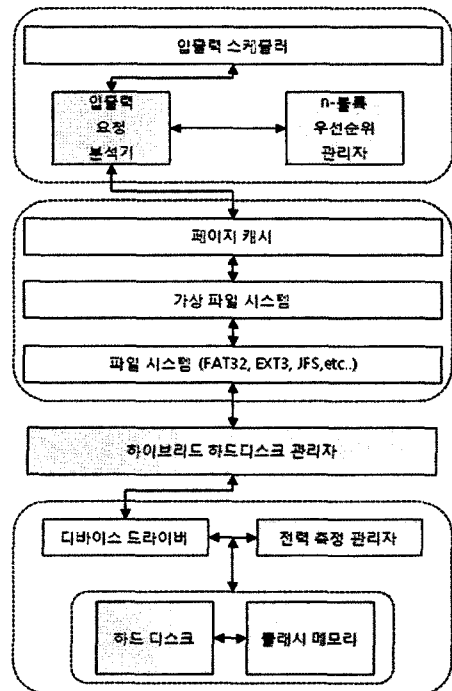 입출력 스케줄러
입출력
요청
분석기
n-블록
우선순위
관리자
페이지 캐시
가상 파일 시스템
파일 시스템 (FAT32, EXT3, JFS,etc..)
하이브리드 하드디스크 관리자
디바이스 드라이버
전력 측정 관리자
하드 디스크
플래시 메모리